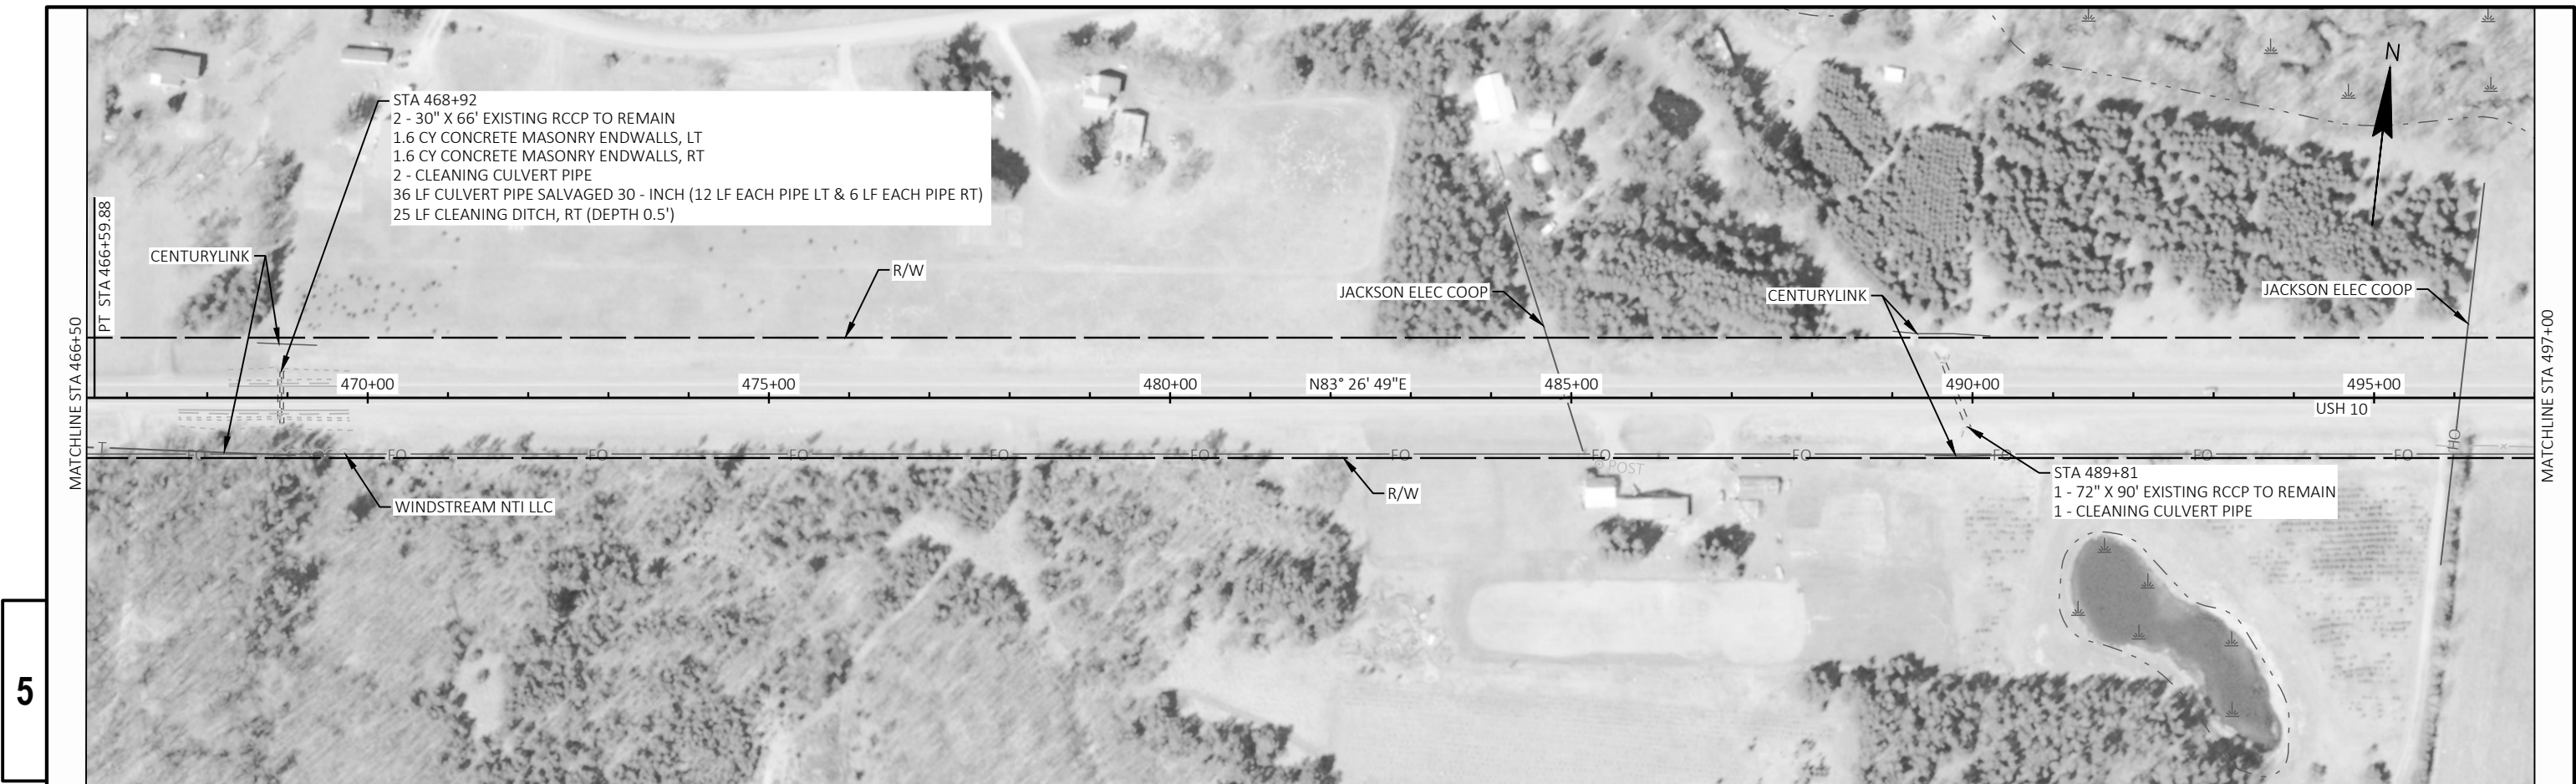 N
STA 468+92
2 - 30" X 66' EXISTING RCCP TO REMAIN
1.6 CY CONCRETE MASONRY ENDWALLS, LT
1.6 CY CONCRETE MASONRY ENDWALLS, RT
2 - CLEANING CULVERT PIPE
36 LF CULVERT PIPE SALVAGED 30 - INCH (12 LF EACH PIPE LT & 6 LF EACH PIPE RT)
25 LF CLEANING DITCH, RT (DEPTH 0.5')
PT STA 466+59.88
CENTURYLINK
R/W
JACKSON ELEC COOP
CENTURYLINK
JACKSON ELEC COOP
MATCHLINE STA 466+50
MATCHLINE STA 497+00
470+00
475+00
480+00
N83° 26' 49"E
485+00
490+00
495+00
USH 10
T
FO
FO
FO
FO
FO
FO
FO
FO
FO
FO
FO
FO
OH
POST
WINDSTREAM NTI LLC
R/W
STA 489+81
1 - 72" X 90' EXISTING RCCP TO REMAIN
1 - CLEANING CULVERT PIPE
5